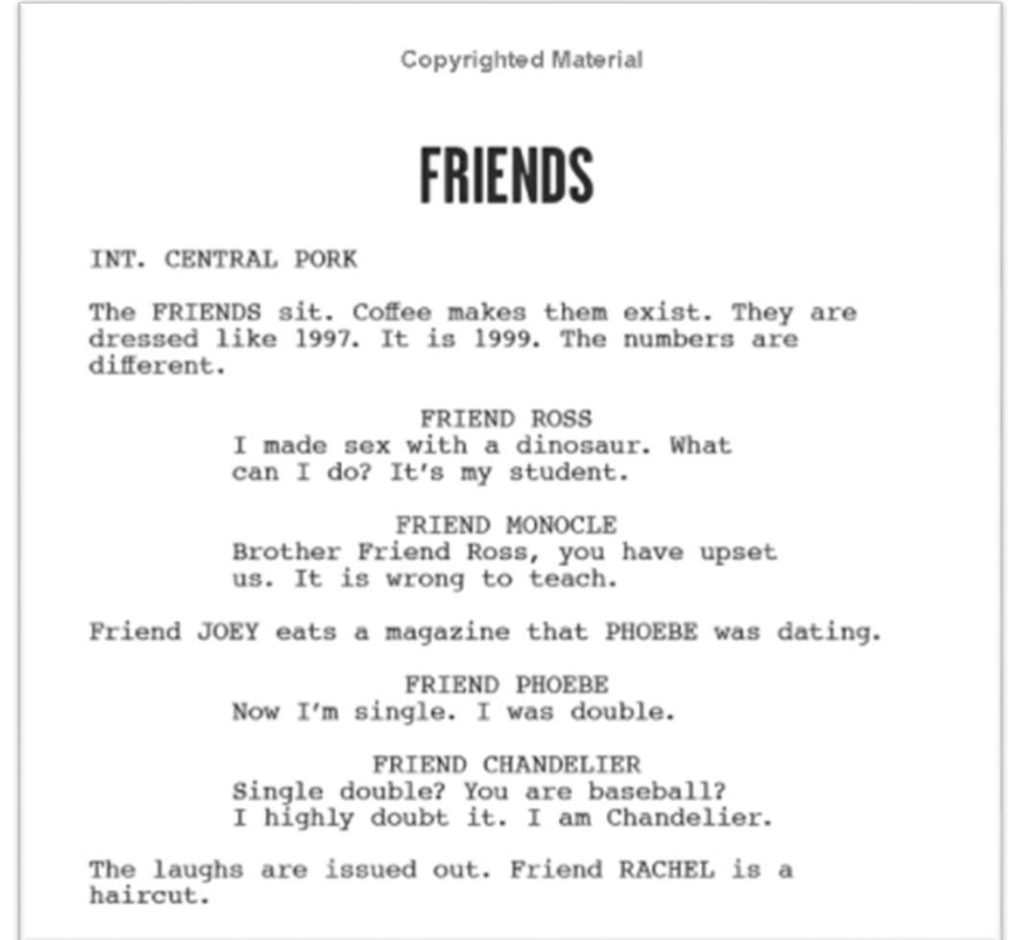 Copyrighted Material
FRIENDS
INT. CENTRAL PORK
The FRIENDS sit. Coffee makes them exist. They are
dressed like 1997. It is 1999. The numbers are
different.
FRIEND ROSS
I made sex with a dinosaur. What
can I do? It's my student.
FRIEND MONOCLE
Brother Friend Ross, you have upset
us. It is wrong to teach.
Friend JOEY eats a magazine that PHOEBE was dating.
FRIEND PHOEBE
Now I'm single. I was double.
FRIEND CHANDELIER
Single double? You are baseball?
I highly doubt it. I am Chandelier.
The laughs are issued out. Friend RACHEL is a
haircut.